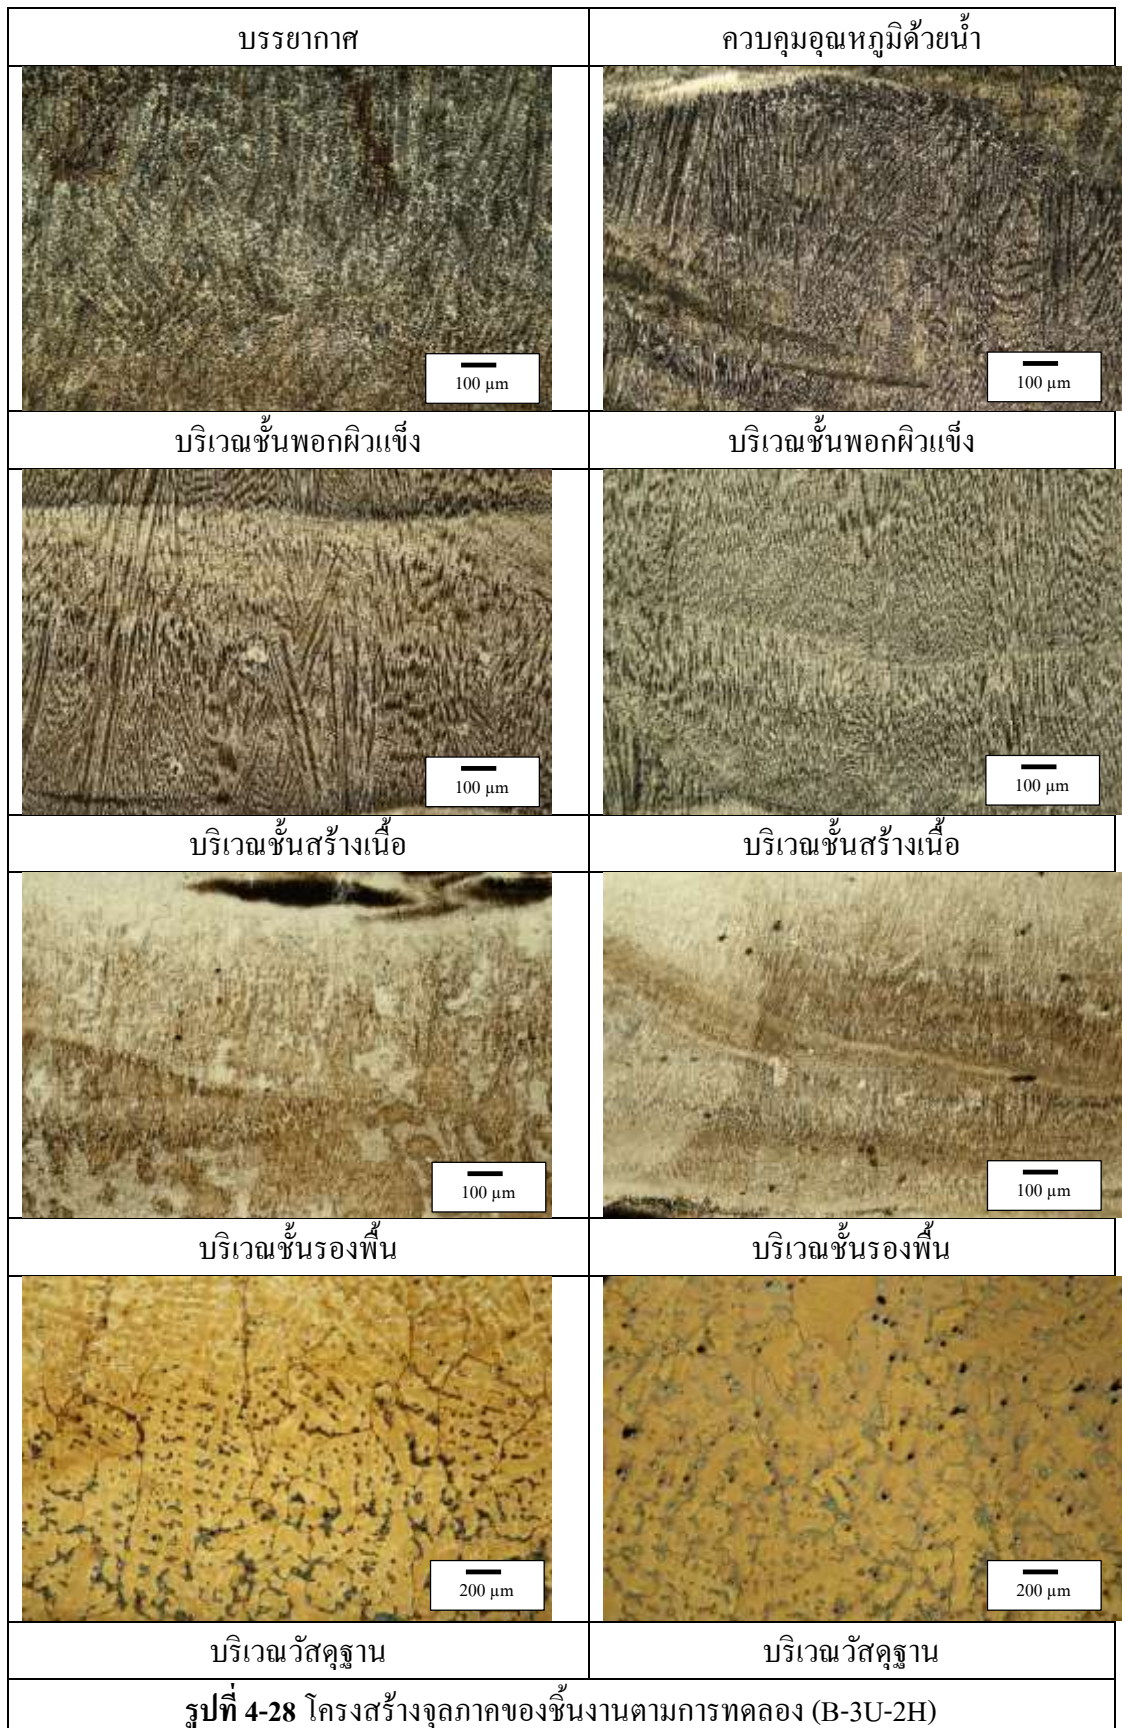 บรรยากาศ
ควบคุมอุณหภูมิด้วยน้ำ
100 µm
100 µm
บริเวณชั้นพอกผิวแข็ง
บริเวณชั้นพอกผิวแข็ง
100 µm
100 µm
บริเวณชั้นสร้างเนื้อ
บริเวณชั้นสร้างเนื้อ
100 µm
100 µm
บริเวณชั้นรองพื้น
บริเวณชั้นรองพื้น
200 µm
200 µm
บริเวณวัสดุฐาน
บริเวณวัสดุฐาน
รูปที่ 4-28 โครงสร้างจุลภาคของชิ้นงานตามการทดลอง (B-3U-2H)